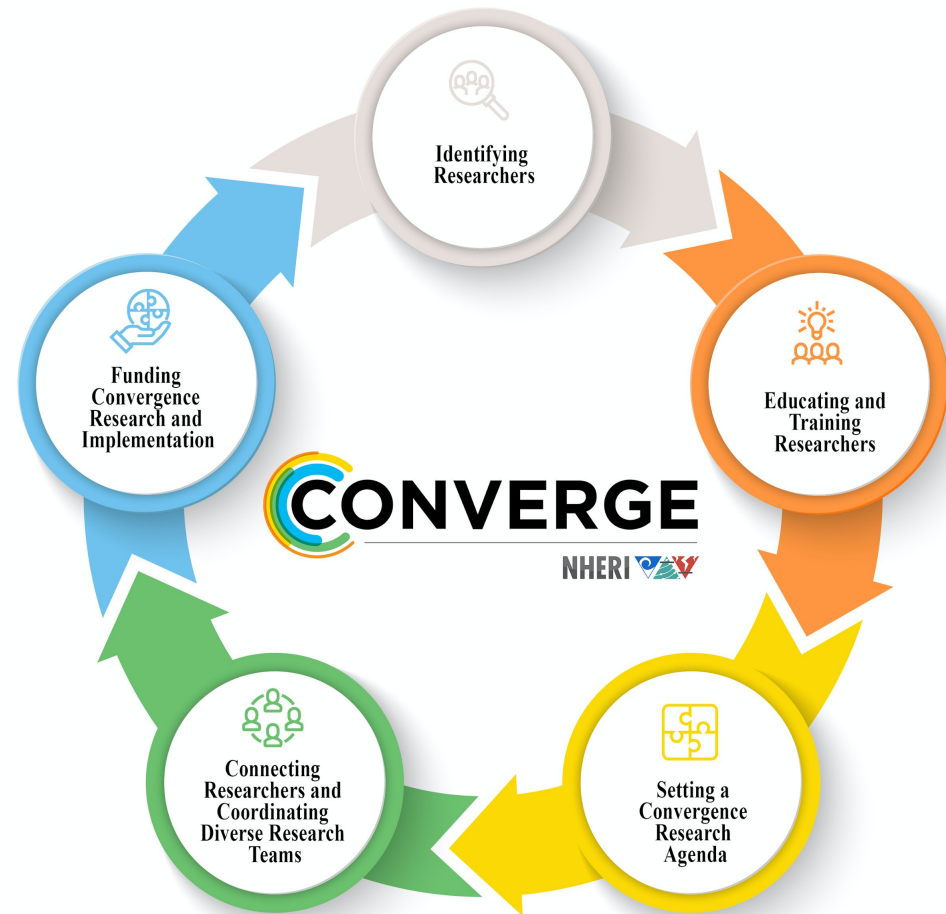 Identifying
Researchers
Educating and
Training
Researchers
Setting a
Convergence
Research
Agenda
Connecting
Researchers and
Coordinating
Diverse Research
Teams
Funding
Convergence
Research and
Implementation
CONVERGE
NHERI